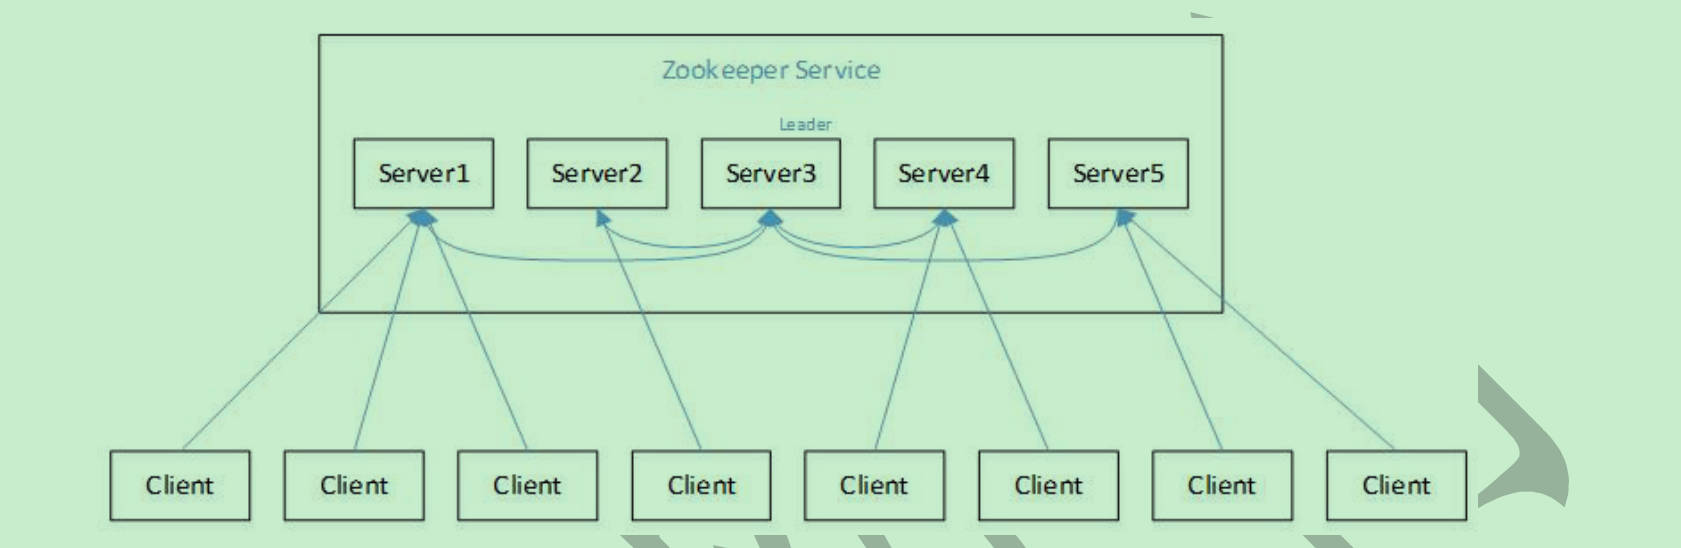 Zookeeper Service
Leader
Server1
Server2
Server3
Server4
Server5
Client
Client
Client
Client
Client
Client
Client
Client